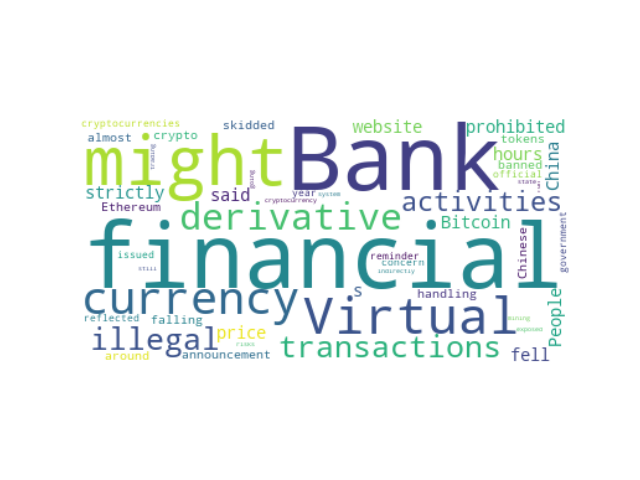 cryptocurrencies
skidded
website
prohibited
almost
crypto
tokens
might
Bank
hours
China
banned
official
strictly
said
year
system
state
activities
cryptocurrency
Ethereum
derivative
Bitcoin
government
financial
Chinese
issued
reminder
concern
still
indirectly
currency
s
handling
Virtual
People
reflected
falling
mining
exposed
illegal
price
risks
transactions
around
announcement
fell